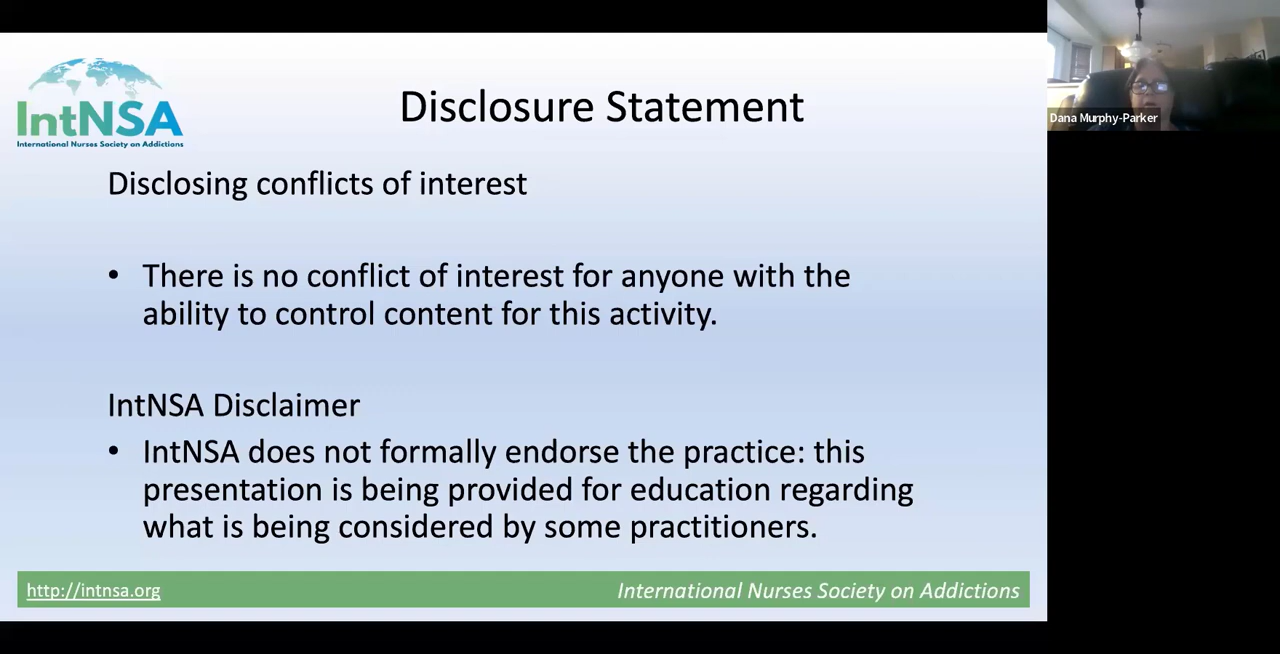 IntNSA
International Nurses Society on Addictions
Disclosure Statement
Dana Murphy-Parker
Disclosing conflicts of interest
• There is no conflict of interest for anyone with the
ability to control content for this activity.
IntNSA Disclaimer
• IntNSA does not formally endorse the practice: this
presentation is being provided for education regarding
what is being considered by some practitioners.
http://intnsa.org
International Nurses Society on Addictions